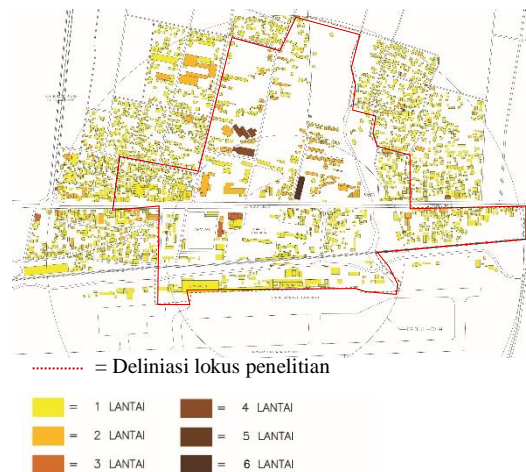 = Deliniasi lokus penelitian
= 1 LANTAI = 4 LANTAI
= 2 LANTAI = 5 LANTAI
= 3 LANTAI = 6 LANTAI